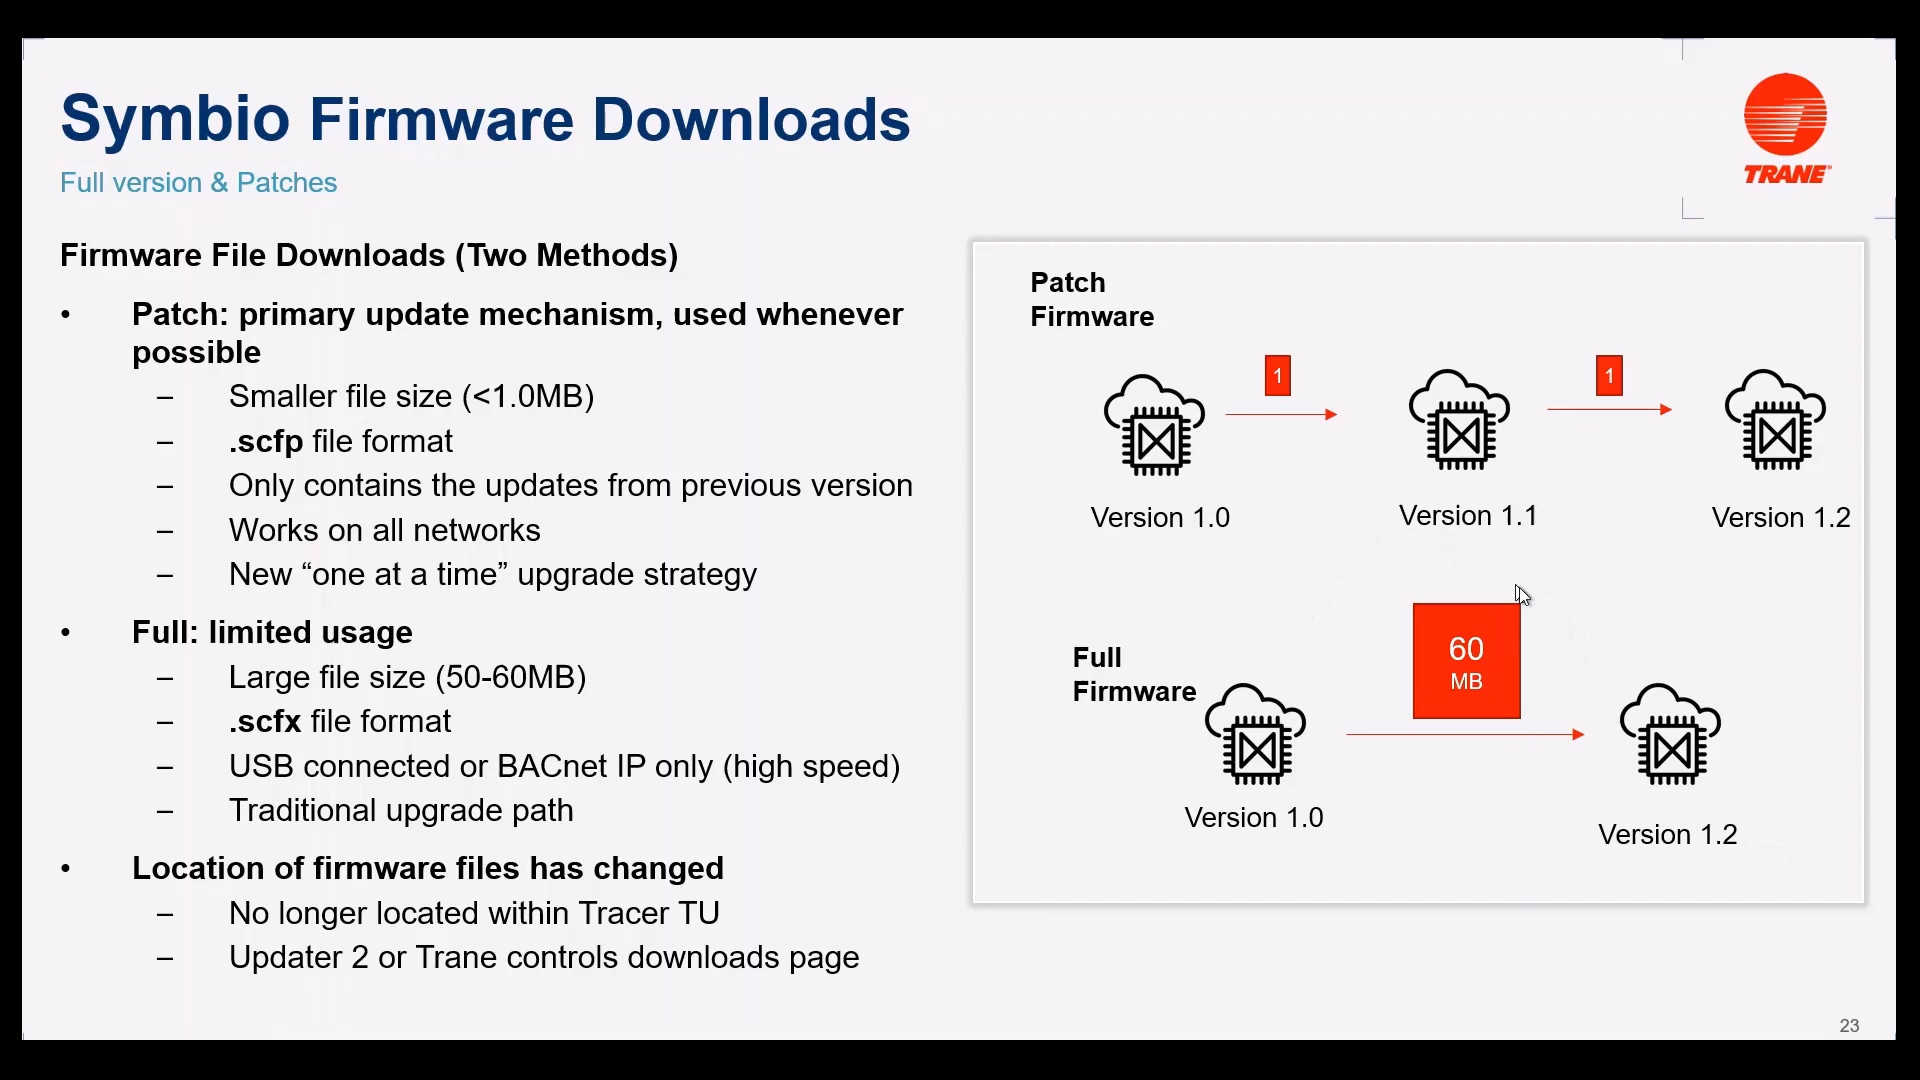 Symbio Firmware Downloads
Full version & Patches
TRANE
Firmware File Downloads (Two Methods)
• Patch: primary update mechanism, used whenever
possible
– Smaller file size (<1.0MB)
– .scfp file format
– Only contains the updates from previous version
– Works on all networks
– New “one at a time” upgrade strategy
• Full: limited usage
– Large file size (50-60MB)
– .scfx file format
– USB connected or BACnet IP only (high speed)
– Traditional upgrade path
• Location of firmware files has changed
– No longer located within Tracer TU
– Updater 2 or Trane controls downloads page
Patch
Firmware
1
1
Version 1.0
Version 1.1
Version 1.2
Full
Firmware
60
MB
Version 1.0
Version 1.2
23